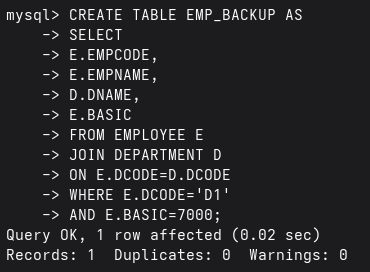 mysql> CREATE TABLE EMP_BACKUP AS
    -> SELECT
    -> E.EMPCODE,
    -> E.EMPNAME,
    -> D.DNAME,
    -> E.BASIC
    -> FROM EMPLOYEE E
    -> JOIN DEPARTMENT D
    -> ON E.DCODE=D.DCODE
    -> WHERE E.DCODE='D1'
    -> AND E.BASIC=7000;
Query OK, 1 row affected (0.02 sec)
Records: 1  Duplicates: 0  Warnings: 0